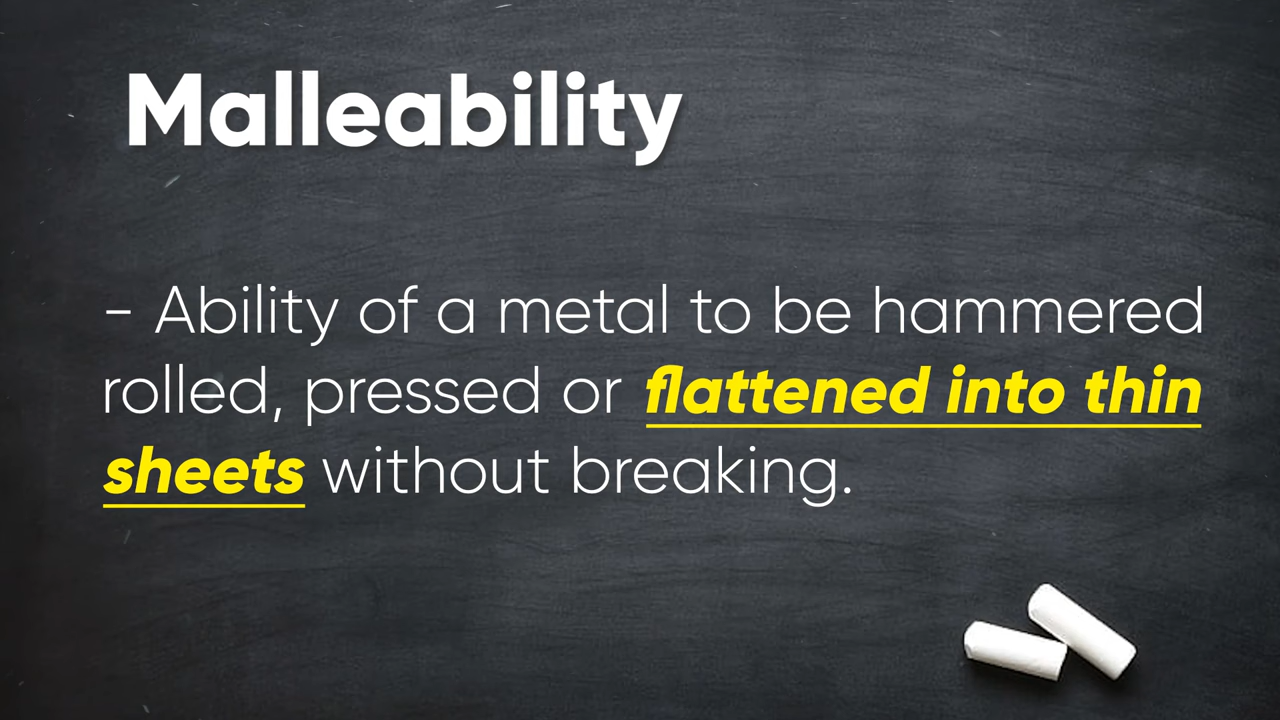 Malleability
- Ability of a metal to be hammered
rolled, pressed or flattened into thin
sheets without breaking.